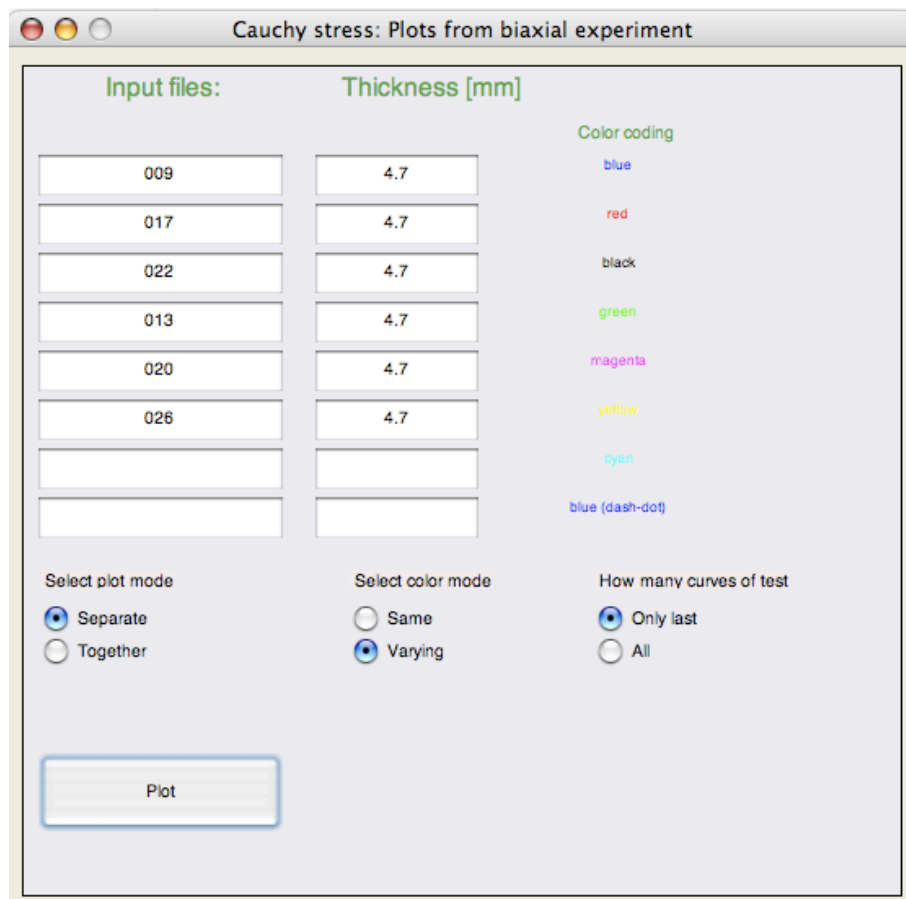 Cauchy stress: Plots from biaxial experiment
Input files: Thickness [mm]
Color coding
009 4.7 blue
017 4.7 red
022 4.7 black
013 4.7 green
020 4.7 magenta
026 4.7 yellow
cyan
blue (dash-dot)
Select plot mode Select color mode How many curves of test
Separate Same Only last
Together Varying All
Plot